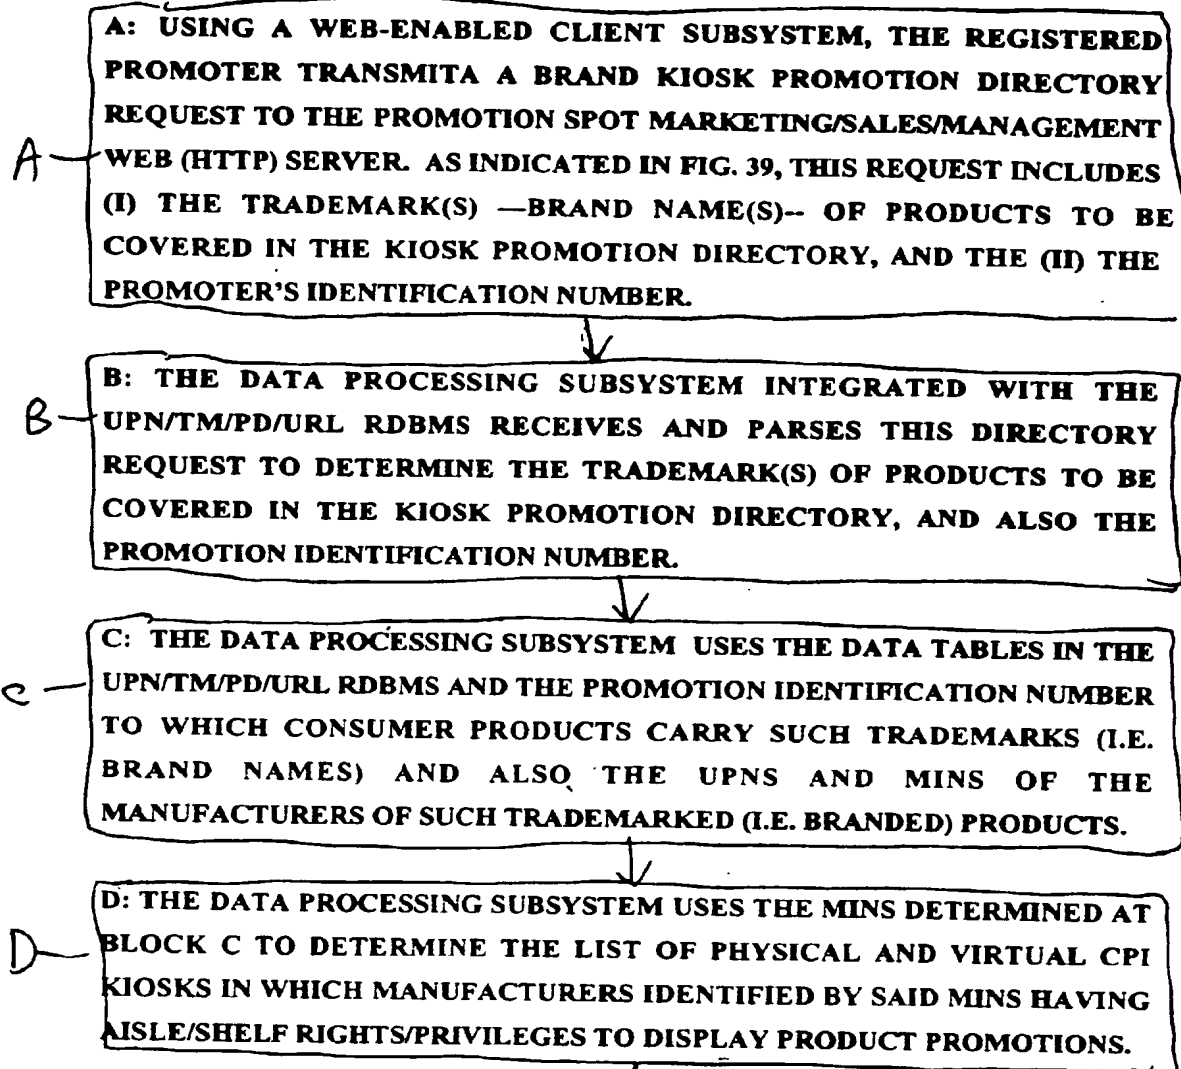 A: USING A WEB-ENABLED CLIENT SUBSYSTEM, THE REGISTERED
PROMOTER TRANSMITA A BRAND KIOSK PROMOTION DIRECTORY
REQUEST TO THE PROMOTION SPOT MARKETING/SALES/MANAGEMENT
A
WEB (HTTP) SERVER. AS INDICATED IN FIG. 39, THIS REQUEST INCLUDES
(I) THE TRADEMARK(S) —BRAND NAME(S)-- OF PRODUCTS TO BE
COVERED IN THE KIOSK PROMOTION DIRECTORY, AND THE (II) THE
PROMOTER'S IDENTIFICATION NUMBER.
B: THE DATA PROCESSING SUBSYSTEM INTEGRATED WITH THE
B
UPN/TM/PD/URL RDBMS RECEIVES AND PARSES THIS DIRECTORY
REQUEST TO DETERMINE THE TRADEMARK(S) OF PRODUCTS TO BE
COVERED IN THE KIOSK PROMOTION DIRECTORY, AND ALSO THE
PROMOTION IDENTIFICATION NUMBER.
C: THE DATA PROCESSING SUBSYSTEM USES THE DATA TABLES IN THE
C
UPN/TM/PD/URL RDBMS AND THE PROMOTION IDENTIFICATION NUMBER
TO WHICH CONSUMER PRODUCTS CARRY SUCH TRADEMARKS (I.E.
BRAND NAMES) AND ALSO THE UPNS AND MINS OF THE
MANUFACTURERS OF SUCH TRADEMARKED (I.E. BRANDED) PRODUCTS.
D: THE DATA PROCESSING SUBSYSTEM USES THE MINS DETERMINED AT
D
BLOCK C TO DETERMINE THE LIST OF PHYSICAL AND VIRTUAL CPI
KIOSKS IN WHICH MANUFACTURERS IDENTIFIED BY SAID MINS HAVING
AISLE/SHELF RIGHTS/PRIVILEGES TO DISPLAY PRODUCT PROMOTIONS.